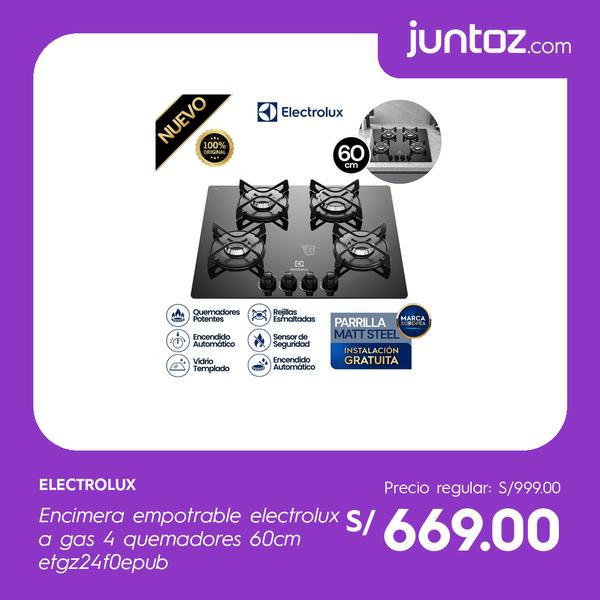 juntoz.com
NUEVO
100%
ORIGINAL
Electrolux
60
cm
Electrolux
Quemadores
Potentes
Rejillas
Esmaltadas
Encendido
Automático
Sensor de
Seguridad
Vidrio
Templado
Encendido
Automático
PARRILLA
MATT STEEL
MARCA
EUROPEA
INSTALACIÓN
GRATUITA
ELECTROLUX
Precio regular: S/999.00
Encimera empotrable electrolux
a gas 4 quemadores 60cm
etgz24f0epub
S/ 669.00